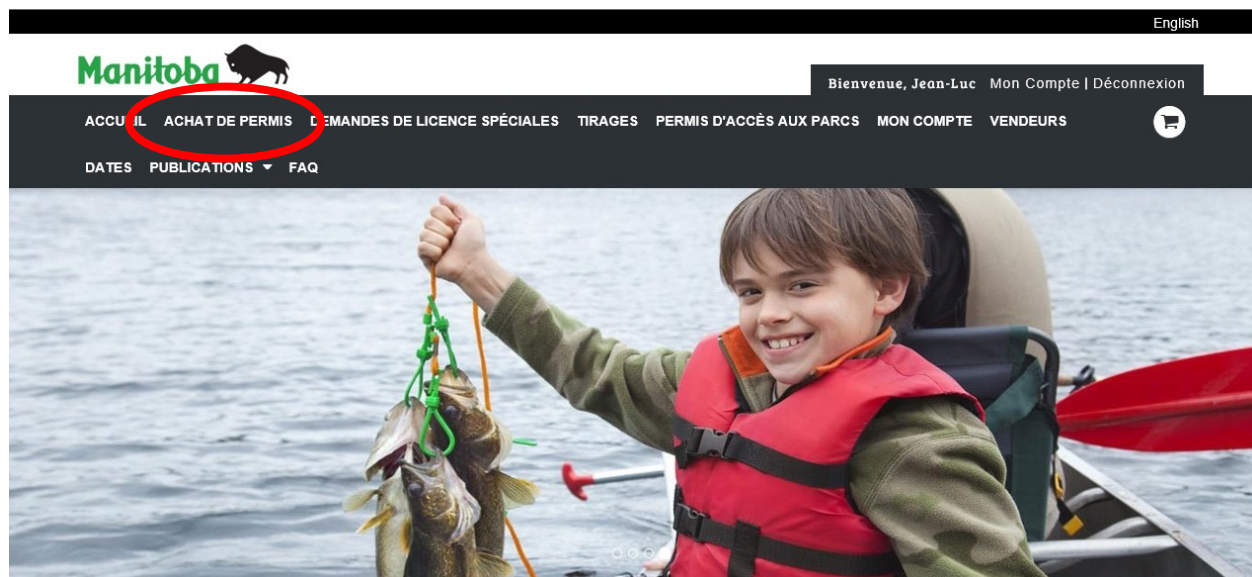 English
Manitoba
Bienvenue, Jean-Luc Mon Compte | Déconnexion
ACCUEIL ACHAT DE PERMIS DEMANDES DE LICENCE SPÉCIALES TIRAGES PERMIS D'ACCÈS AUX PARCS MON COMPTE VENDEURS
DATES PUBLICATIONS FAQ